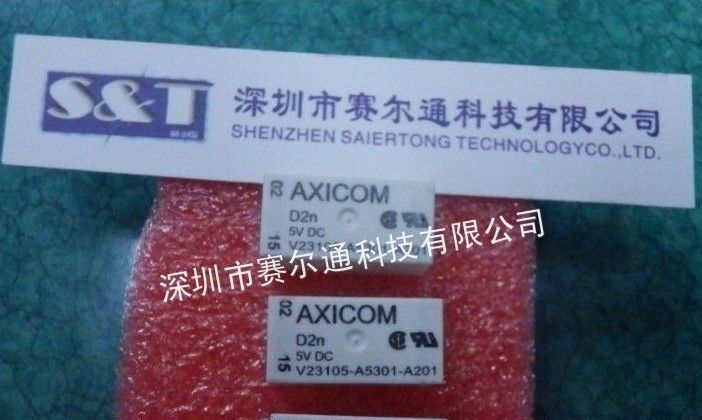 S&T
深圳市赛尔通科技有限公司
SHENZHEN SAIERTONG TECHNOLOGYCO.,LTD.
02
AXICOM
D2n
5V DC
15
深圳市赛尔通科技有限公司
02
AXICOM
D2n
5V DC
15
V23105-A5301-A201